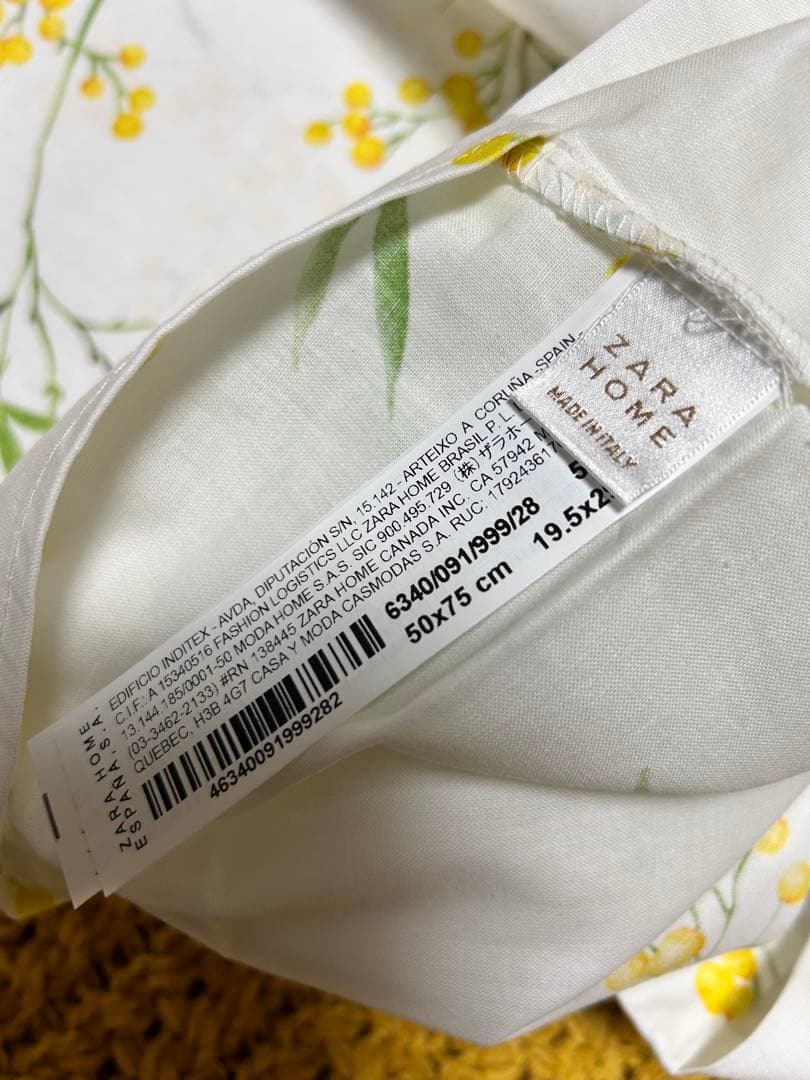 ZARA
HOME
MADE IN ITALY
ZARA HOME
ESPAÑA, S.A.
EDIFICIO INDITEX - AVDA, DIPUTACIÓN S/N, 15.142 - ARTEIXO A CORUÑA -SPAIN-
C.I.F.: A 15340516 FASHION LOGISTICS LLC ZARA HOME BRASIL P. L.
13.144.185/0001-50 MODA HOME S.A.S. SIC 900.495.729 (株) ザラホー
(03-3462-2133) #RN 138445 ZARA HOME CANADA INC. CA 57942 M
QUEBEC, H3B 4G7 CASA Y MODA CASMODAS S.A. RUC: 179243617
6340/091/999/28 5
50x75 cm 19.5x2
46340091999282